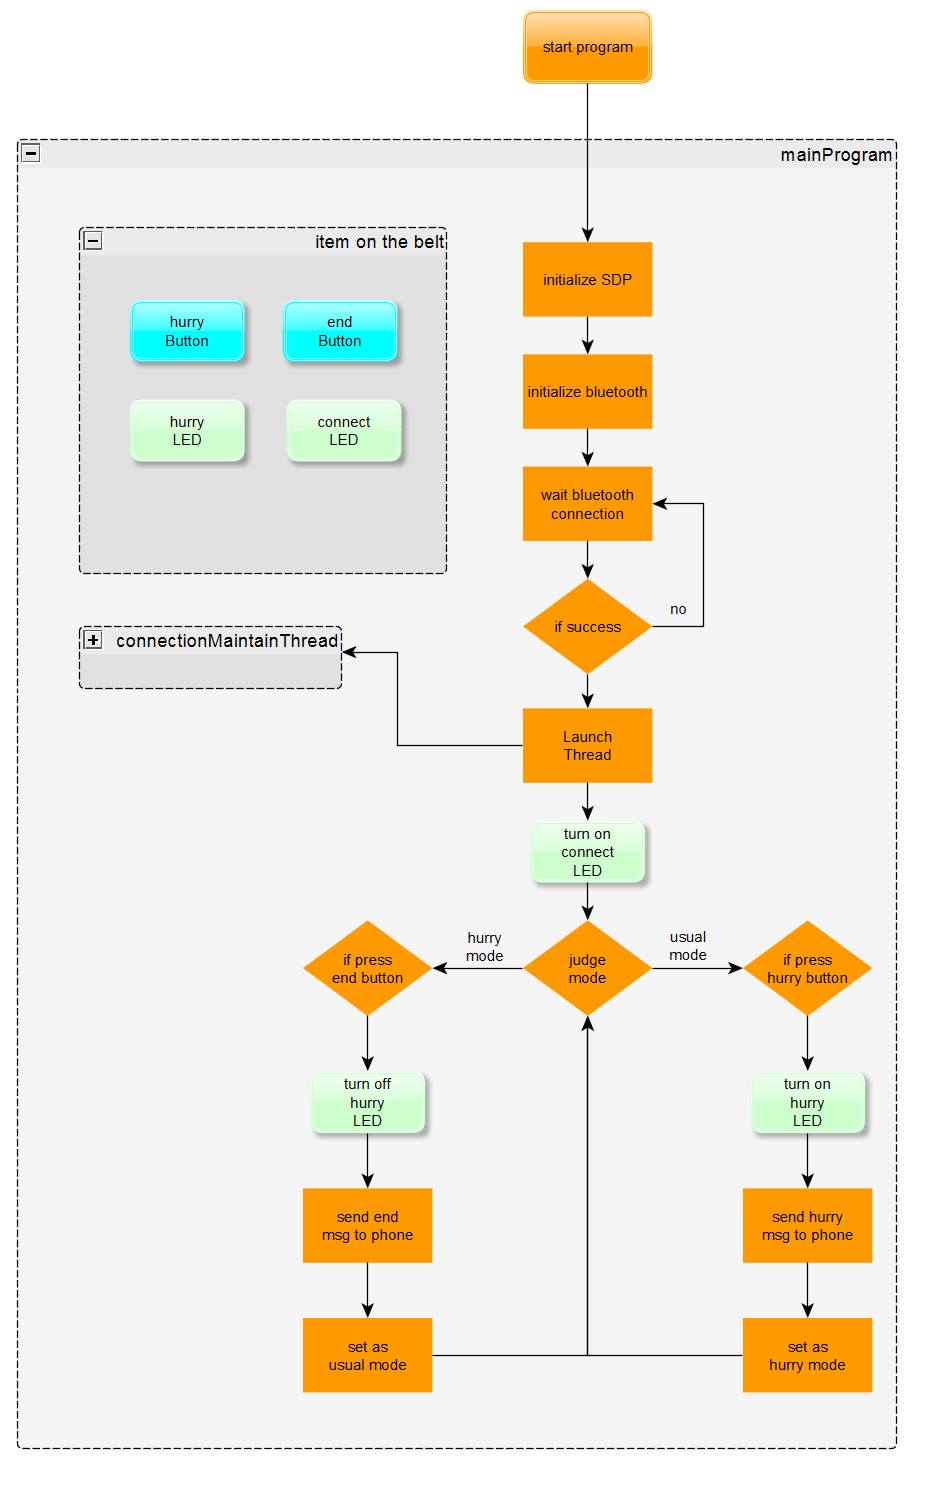 start program
mainProgram
item on the belt
hurry
Button
end
Button
hurry
LED
connect
LED
initialize SDP
initialize bluetooth
wait bluetooth
connection
if success
no
connectionMaintainThread
Launch
Thread
turn on
connect
LED
if press
end button
hurry
mode
judge
mode
usual
mode
if press
hurry button
turn off
hurry
LED
turn on
hurry
LED
send end
msg to phone
send hurry
msg to phone
set as
usual mode
set as
hurry mode